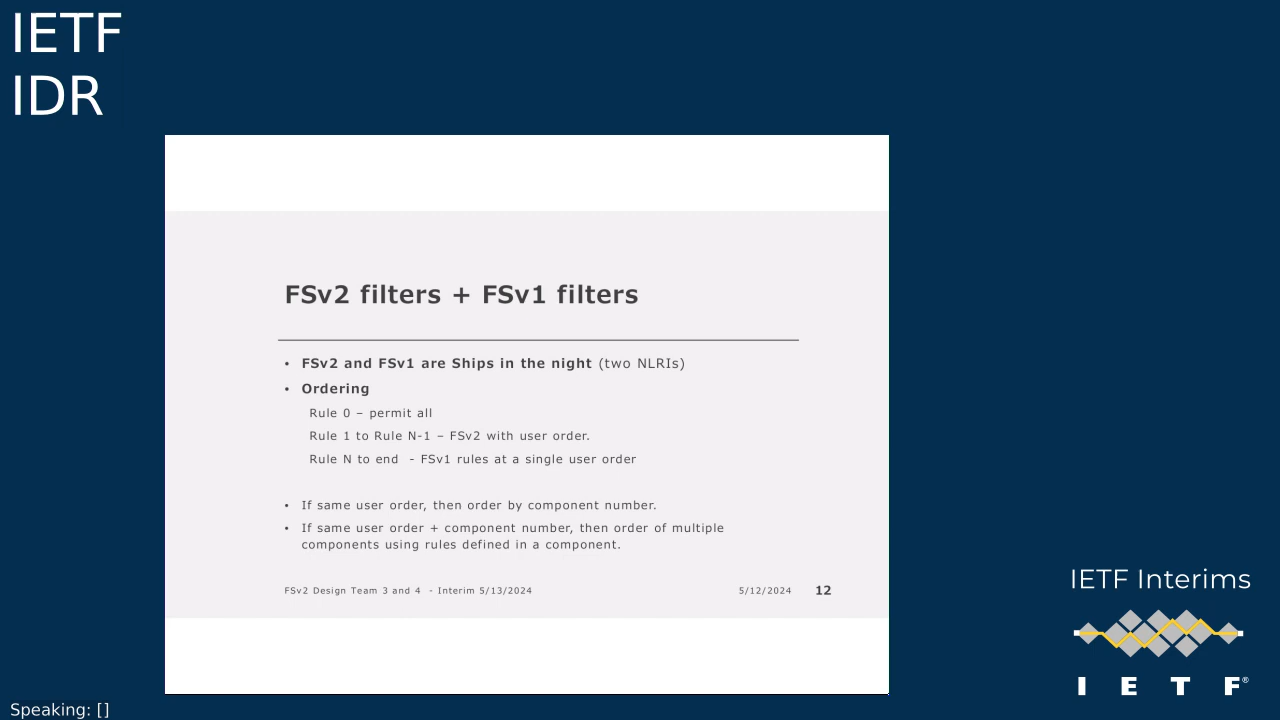 IETF
IDR
FSv2 filters + FSv1 filters
• FSv2 and FSv1 are Ships in the night (two NLRIs)
• Ordering
Rule 0 – permit all
Rule 1 to Rule N-1 – FSv2 with user order.
Rule N to end - FSv1 rules at a single user order
• If same user order, then order by component number.
• If same user order + component number, then order of multiple
components using rules defined in a component.
FSv2 Design Team 3 and 4 - Interim 5/13/2024
5/12/2024
12
IETF Interims
I E T F®
Speaking: []